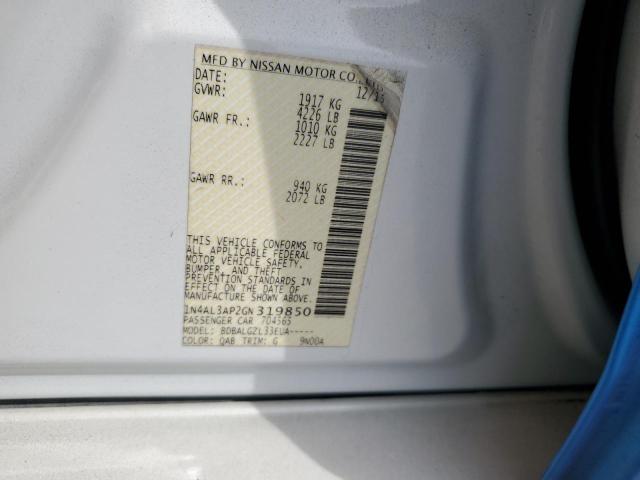 MFD BY NISSAN MOTOR CO.,
DATE: 12/15
GVWR: 1917 KG
4226 LB
GAWR FR.: 1010 KG
2227 LB
GAWR RR.: 940 KG
2072 LB
THIS VEHICLE CONFORMS TO
ALL APPLICABLE FEDERAL
MOTOR VEHICLE SAFETY,
BUMPER, AND THEFT
PREVENTION STANDARDS IN
EFFECT ON THE DATE OF
MANUFACTURE SHOWN ABOVE.
1N4AL3AP2GN319850
PASSENGER CAR 704565
MODEL: BDBALGZL33EUA-----
COLOR: QAB TRIM: G 9N00A